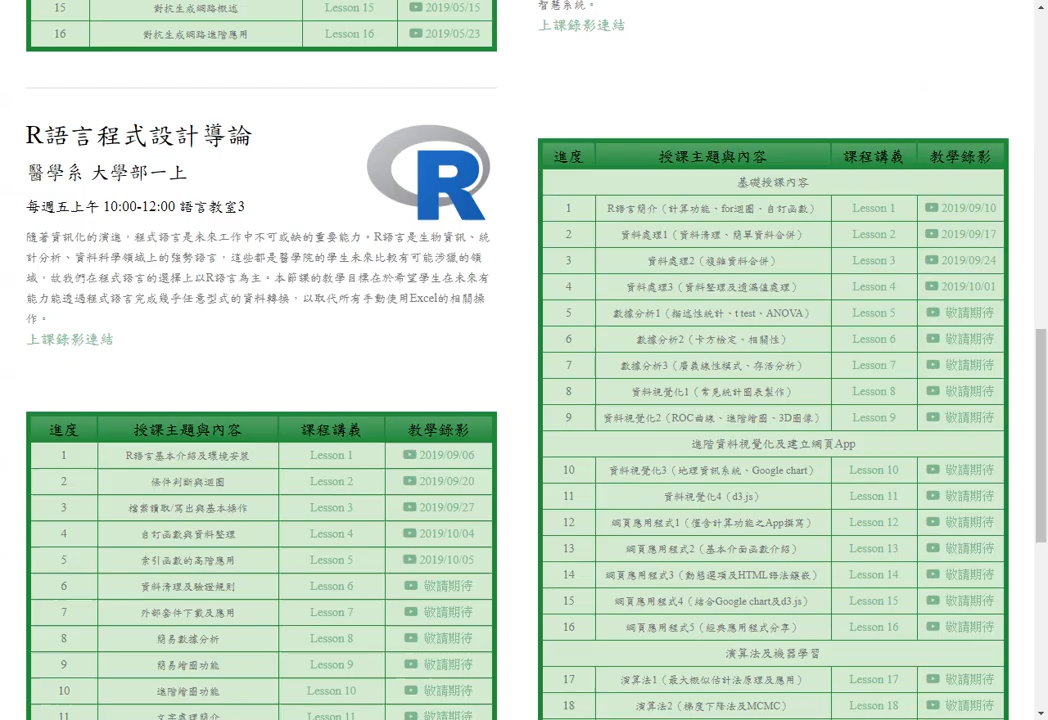 15 對抗生成網路概述 Lesson 15 2019/05/15
16 對抗生成網路進階應用 Lesson 16 2019/05/23
R語言程式設計導論
醫學系 大學部一上
每週五上午 10:00-12:00 語言教室3
隨著資訊化的演進，程式語言是未來工作中不可或缺的重要能力。R語言是生物資訊、統
計分析、資料科學領域上的強勢語言，這些都是醫學院的學生未來比較有可能涉獵的領
域，故我們在程式語言的選擇上以R語言為主。本節課的教學目標在於希望學生在未來有
能力能透過程式語言完成幾乎任意型式的資料轉換，以取代所有手動使用Excel的相關操
作。
上課錄影連結
R
進度 授課主題與內容 課程講義 教學錄影
1 R語言基本介紹及環境安裝 Lesson 1 2019/09/06
2 條件判斷與迴圈 Lesson 2 2019/09/20
3 檔案讀取/寫出與基本操作 Lesson 3 2019/09/27
4 自訂函數與資料整理 Lesson 4 2019/10/04
5 索引函數的高階應用 Lesson 5 2019/10/05
6 資料清理及驗證規則 Lesson 6 敬請期待
7 外部套件下載及應用 Lesson 7 敬請期待
8 簡易數據分析 Lesson 8 敬請期待
9 簡易繪圖功能 Lesson 9 敬請期待
10 進階繪圖功能 Lesson 10 敬請期待
11 文字處理簡介 Lesson 11 敬請期待
智慧系統。
上課錄影連結
進度 授課主題與內容 課程講義 教學錄影
基礎授課內容
1 R語言簡介（計算功能、for迴圈、自訂函數） Lesson 1 2019/09/10
2 資料處理1（資料清理、簡單資料合併） Lesson 2 2019/09/17
3 資料處理2（複雜資料合併） Lesson 3 2019/09/24
4 資料處理3（資料整理及遺漏值處理） Lesson 4 2019/10/01
5 數據分析1（描述性統計、t test、ANOVA） Lesson 5 敬請期待
6 數據分析2（卡方檢定、相關性） Lesson 6 敬請期待
7 數據分析3（廣義線性模式、存活分析） Lesson 7 敬請期待
8 資料視覺化1（常見統計圖表製作） Lesson 8 敬請期待
9 資料視覺化2（ROC曲線、進階繪圖、3D圖像） Lesson 9 敬請期待
進階資料視覺化及建立網頁App
10 資料視覺化3（地理資訊系統、Google chart） Lesson 10 敬請期待
11 資料視覺化4（d3.js） Lesson 11 敬請期待
12 網頁應用程式1（僅含計算功能之App撰寫） Lesson 12 敬請期待
13 網頁應用程式2（基本介面函數介紹） Lesson 13 敬請期待
14 網頁應用程式3（動態選項及HTML語法鑲嵌） Lesson 14 敬請期待
15 網頁應用程式4（結合Google chart及d3.js） Lesson 15 敬請期待
16 網頁應用程式5（經典應用程式分享） Lesson 16 敬請期待
演算法及機器學習
17 演算法1（最大概似估計法原理及應用） Lesson 17 敬請期待
18 演算法2（梯度下降法及MCMC） Lesson 18 敬請期待